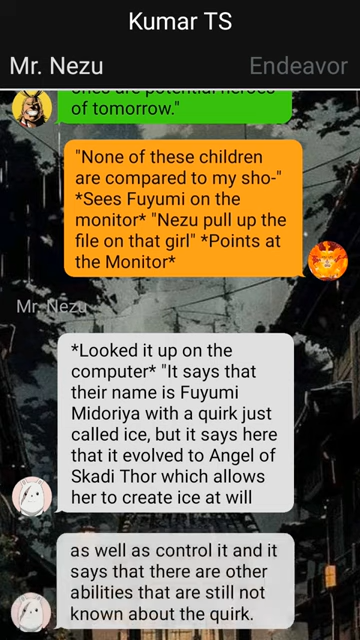 Kumar TS
Mr. Nezu
Endeavor
ones are potential heroes
of tomorrow."
"None of these children
are compared to my sho-"
*Sees Fuyumi on the
monitor* "Nezu pull up the
file on that girl" *Points at
the Monitor*
Mr. Nezu
*Looked it up on the
computer* "It says that
their name is Fuyumi
Midoriya with a quirk just
called ice, but it says here
that it evolved to Angel of
Skadi Thor which allows
her to create ice at will
as well as control it and it
says that there are other
abilities that are still not
known about the quirk.